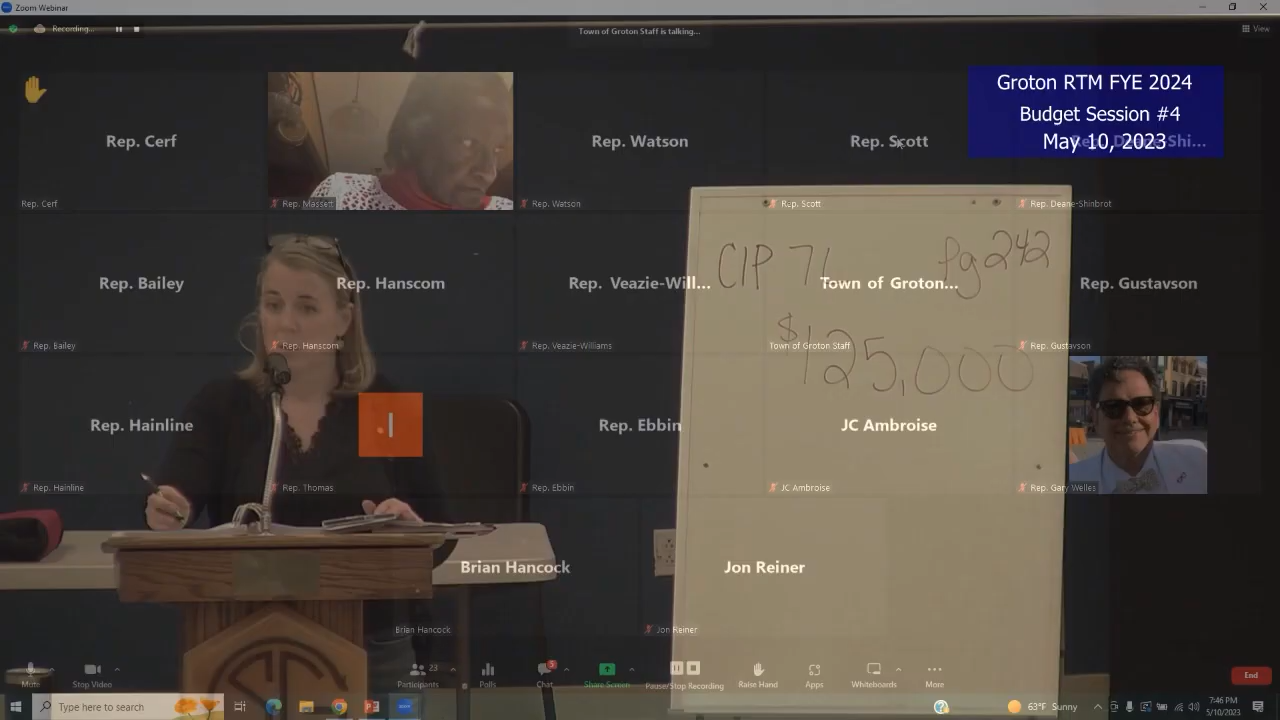 Zoom Webinar
Recording...
Town of Groton Staff is talking...
View
Groton RTM FYE 2024
Budget Session #4
May 10, 2023
Rep. Cerf
Rep. Watson
Rep. Scott
Rep. Deane-Shi...
Rep. Cerf
Rep. Massett
Rep. Watson
Rep. Scott
Rep. Deane-Shinbrot
CIP 71
Pg 242
Rep. Bailey
Rep. Hanscom
Rep. Veazie-Will...
Town of Groton...
Rep. Gustavson
$125,000
Rep. Bailey
Rep. Hanscom
Rep. Veazie-Williams
Town of Groton Staff
Rep. Gustavson
Rep. Hainline
I
Rep. Ebbin
JC Ambroise
Rep. Hainline
Rep. Thomas
Rep. Ebbin
JC Ambroise
Rep. Gary Welles
Brian Hancock
Jon Reiner
Brian Hancock
Jon Reiner
Mute
Stop Video
Participants
23
Polls
Chat
5
Share Screen
Pause/Stop Recording
Raise Hand
Apps
Whiteboards
More
End
Type here to search
63°F Sunny
7:46 PM
5/10/2023